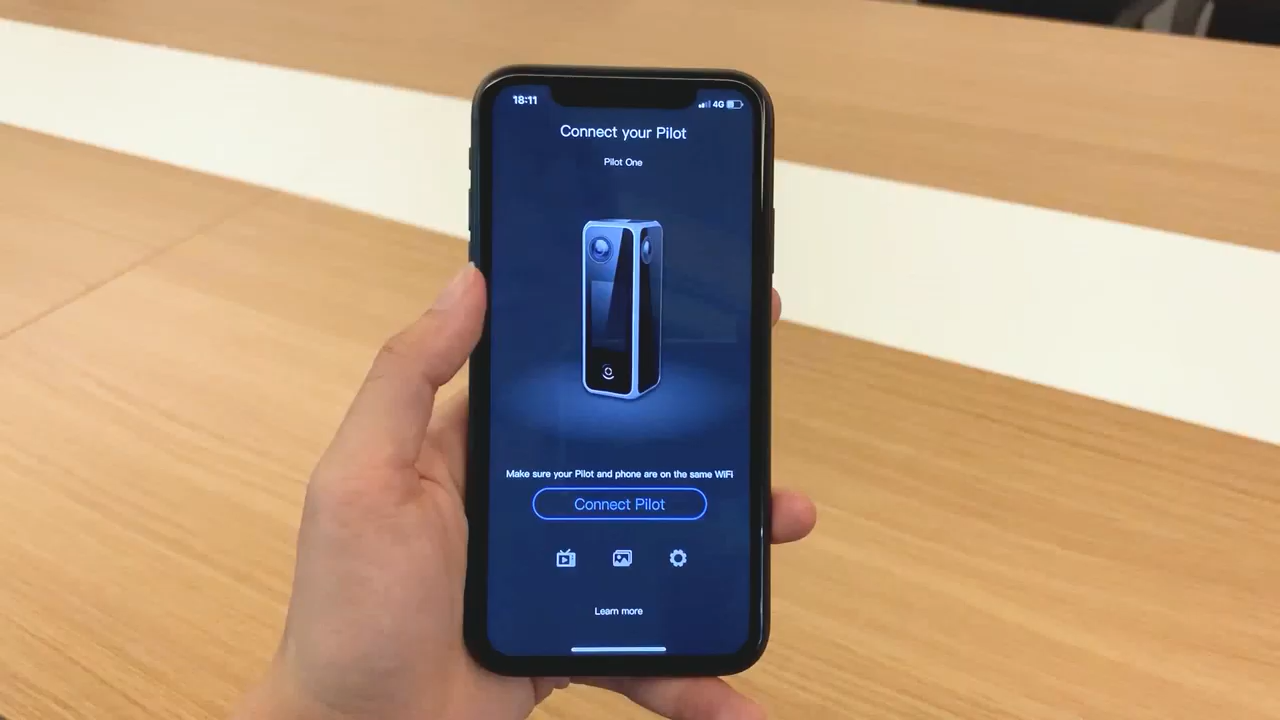 18:11
4G
Connect your Pilot
Pilot One
Make sure your Pilot and phone are on the same WiFi
Connect Pilot
Learn more